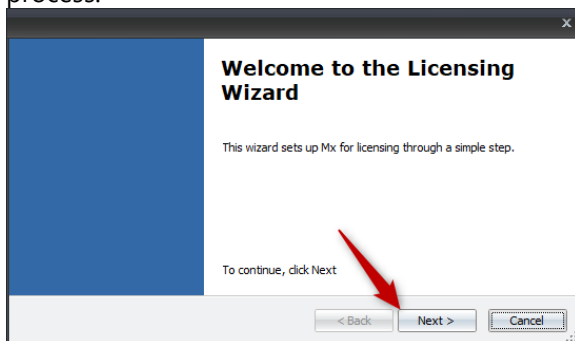 process.
x
Welcome to the Licensing
Wizard
This wizard sets up Mx for licensing through a simple step.
To continue, click Next
< Back Next > Cancel